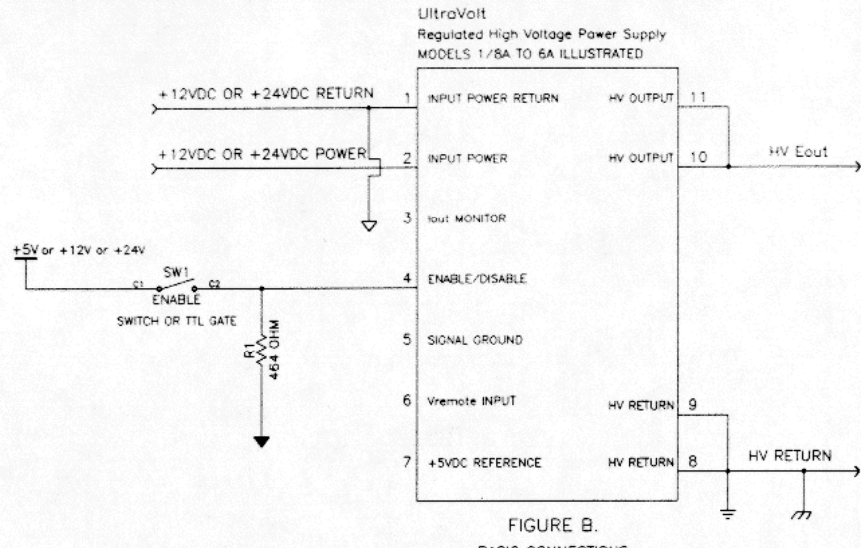 UltraVolt
Regulated High Voltage Power Supply
MODELS 1/8A TO 6A ILLUSTRATED
+12VDC OR +24VDC RETURN
1 INPUT POWER RETURN
HV OUTPUT 11
+12VDC OR +24VDC POWER
2 INPUT POWER
HV OUTPUT 10
HV Eout
3 Iout MONITOR
+5V or +12V or +24V
SW1
C1 C2
ENABLE
SWITCH OR TTL GATE
4 ENABLE/DISABLE
R1
464 OHM
5 SIGNAL GROUND
6 Vremote INPUT
HV RETURN 9
7 +5VDC REFERENCE
HV RETURN 8
HV RETURN
FIGURE B.
BASIC CONNECTIONS